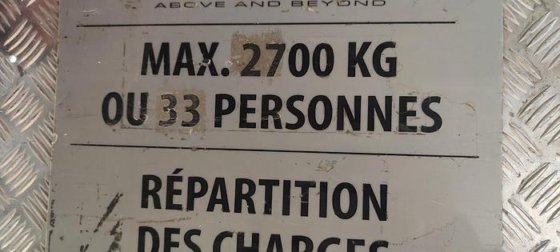 ABOVE AND BEYOND
MAX. 2700 KG
OU 33 PERSONNES
RÉPARTITION
DES CHARGES